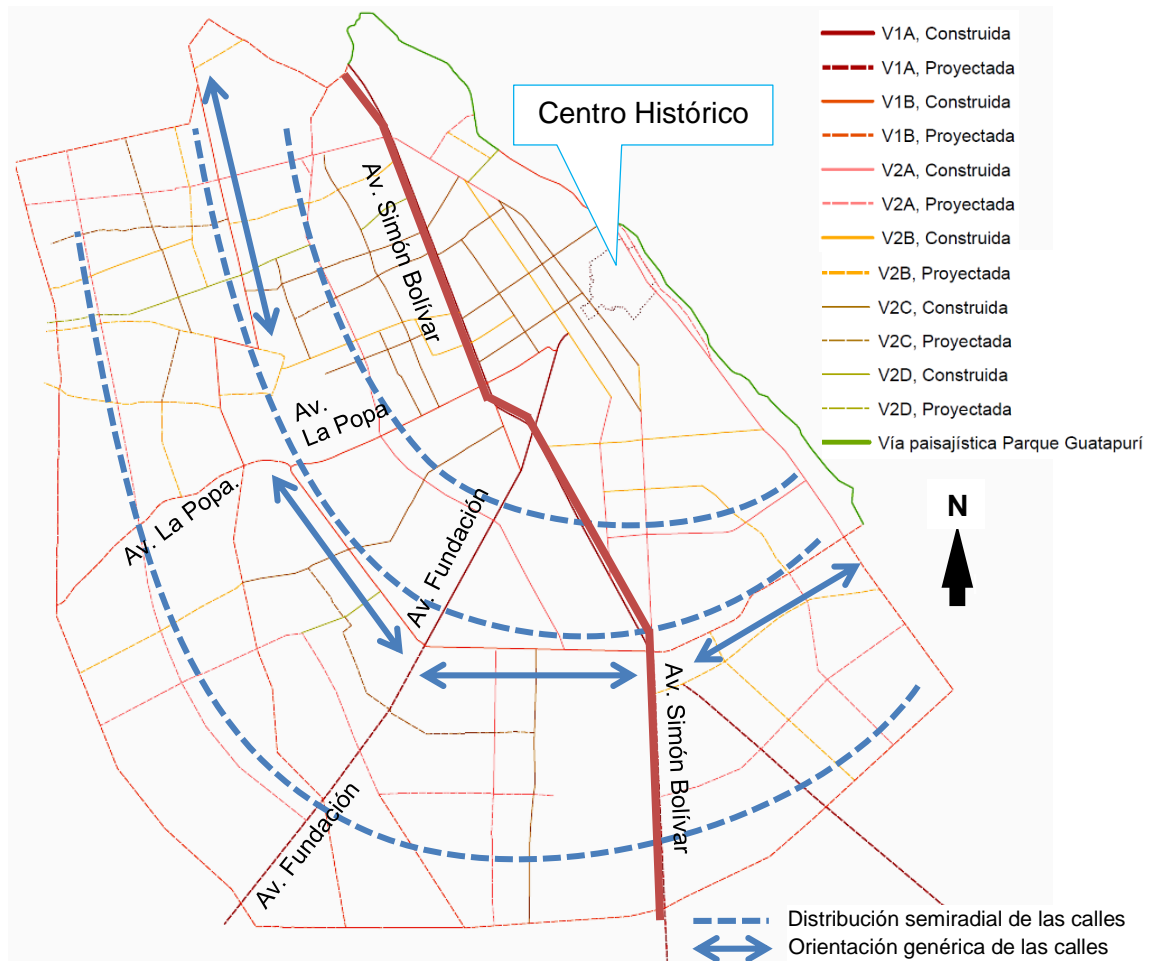 V1A, Construida
V1A, Proyectada
V1B, Construida
V1B, Proyectada
V2A, Construida
V2A, Proyectada
V2B, Construida
V2B, Proyectada
V2C, Construida
V2C, Proyectada
V2D, Construida
V2D, Proyectada
Vía paisajística Parque Guatapurí
Centro Histórico
Av. Simón Bolívar
Av.
La Popa
Av. La Popa.
Av. Fundación
N
Av. Simón Bolívar
Av. Fundación
Distribución semiradial de las calles
Orientación genérica de las calles